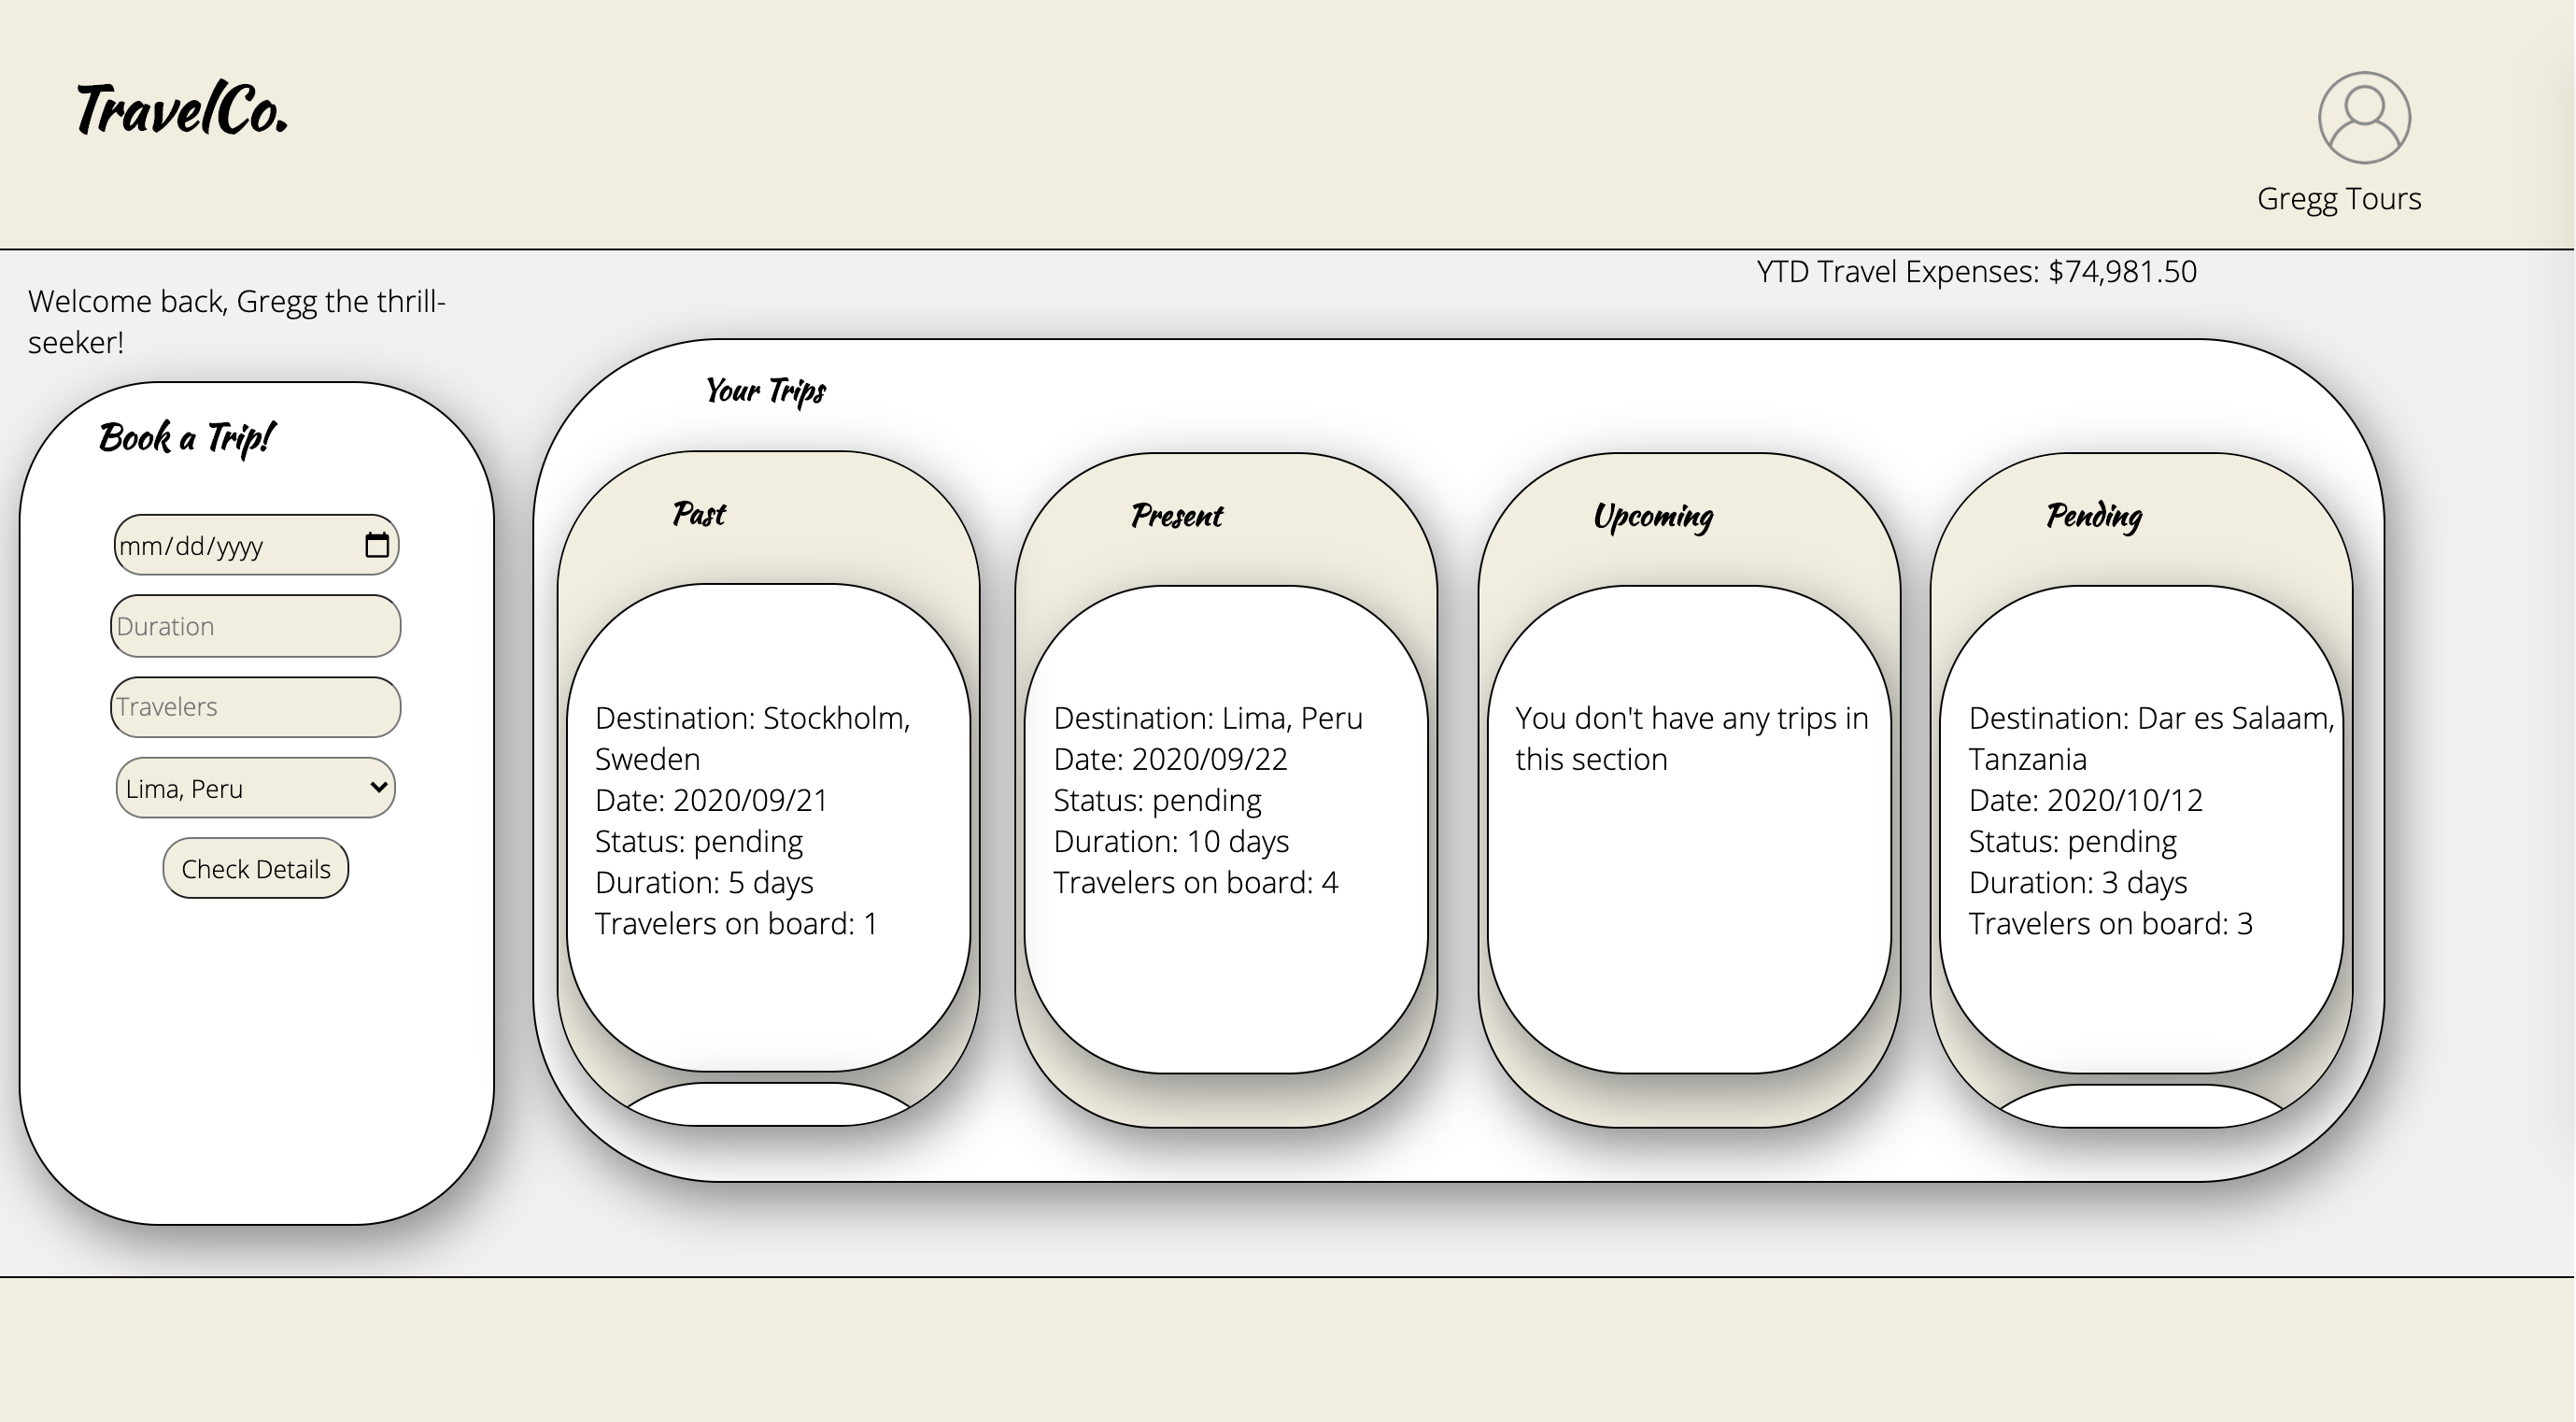 TravelCo.
Gregg Tours
YTD Travel Expenses: $74,981.50
Welcome back, Gregg the thrill-
seeker!
Book a Trip!
mm/dd/yyyy
Duration
Travelers
Lima, Peru
Check Details
Your Trips
Past
Destination: Stockholm,
Sweden
Date: 2020/09/21
Status: pending
Duration: 5 days
Travelers on board: 1
Present
Destination: Lima, Peru
Date: 2020/09/22
Status: pending
Duration: 10 days
Travelers on board: 4
Upcoming
You don't have any trips in
this section
Pending
Destination: Dar es Salaam,
Tanzania
Date: 2020/10/12
Status: pending
Duration: 3 days
Travelers on board: 3